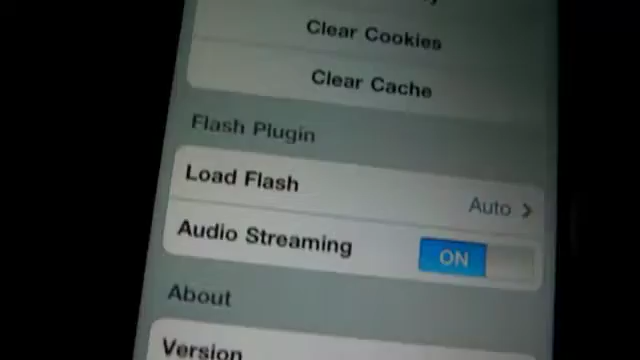 Clear Cookies
Clear Cache
Flash Plugin
Load Flash
Auto
Audio Streaming
ON
About
Version